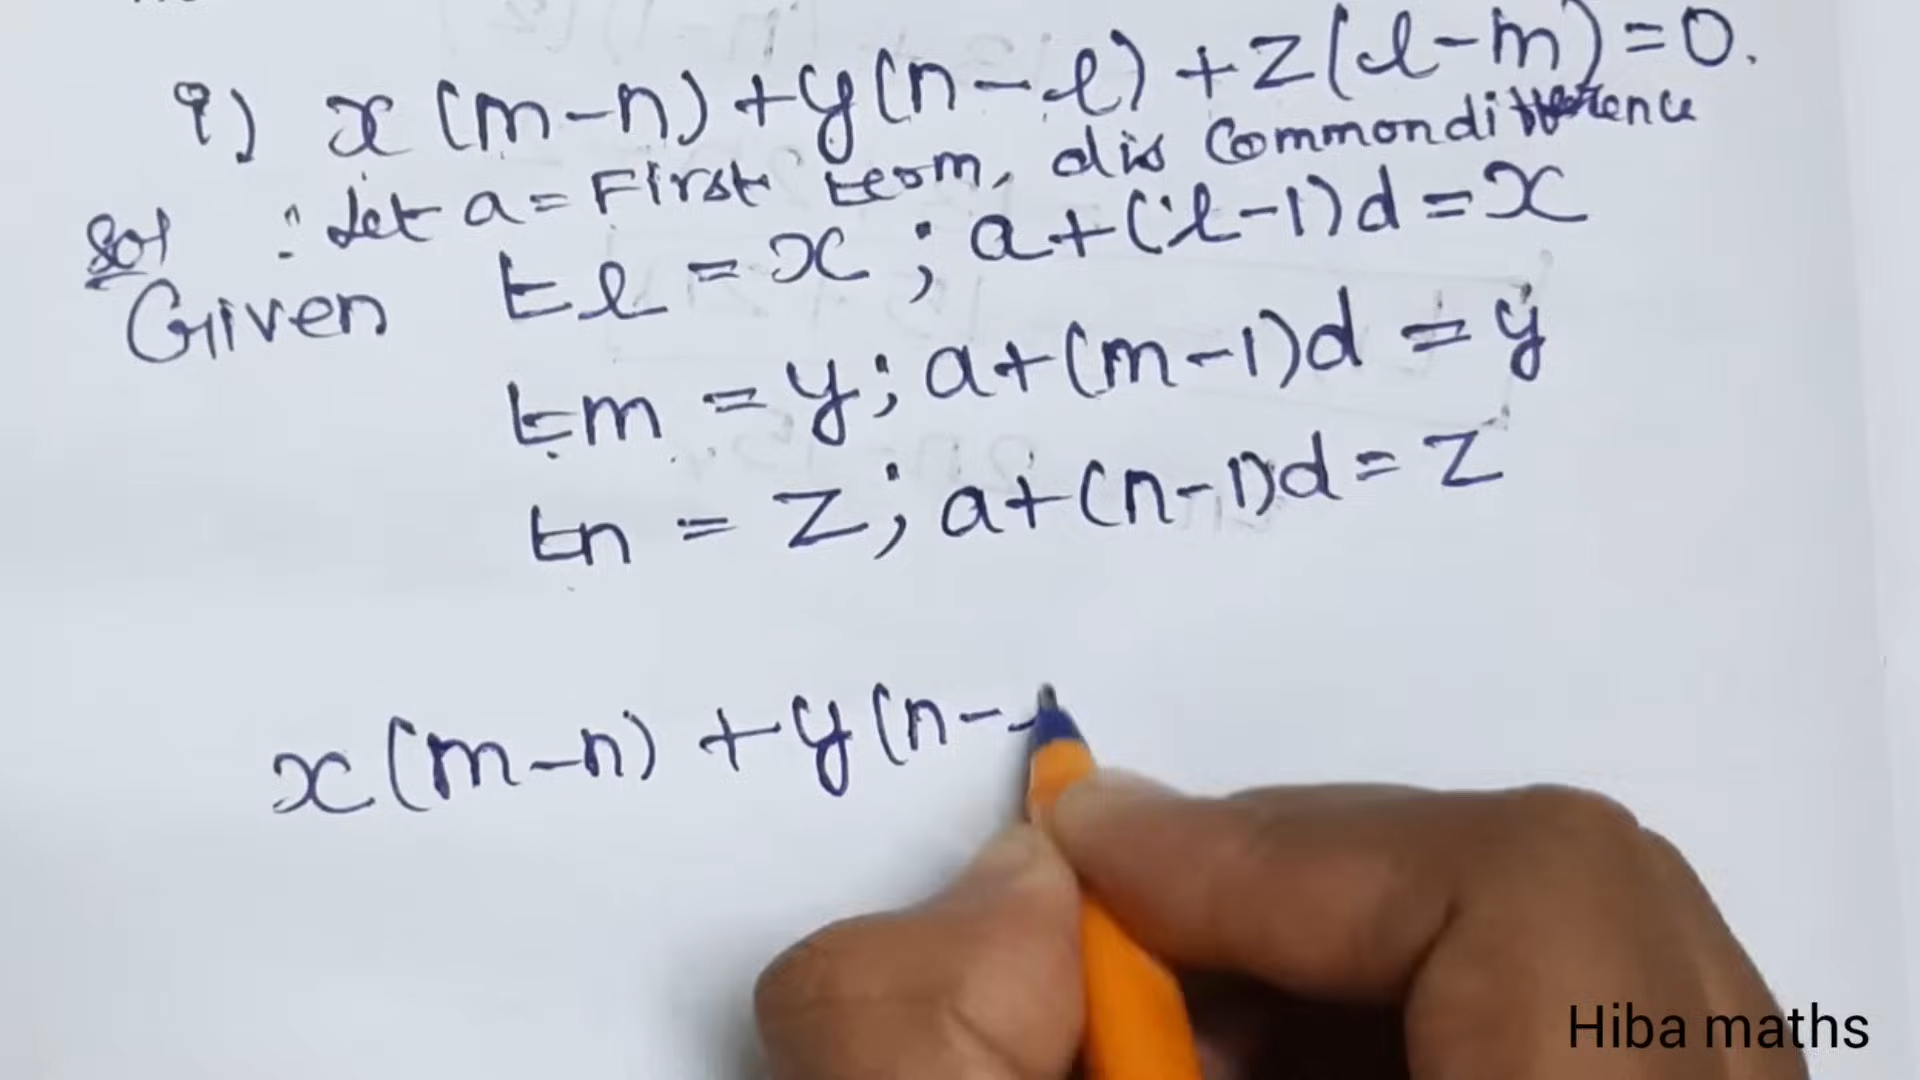 i) x(m-n)+y(n-l)+z(l-m)=0.
Sol : Let a = First term, d is Common difference
Given tl = x ; a+(l-1)d = x
tm = y; a+(m-1)d = y
tn = z; a+(n-1)d = z
x(m-n) +y(n-
Hiba maths